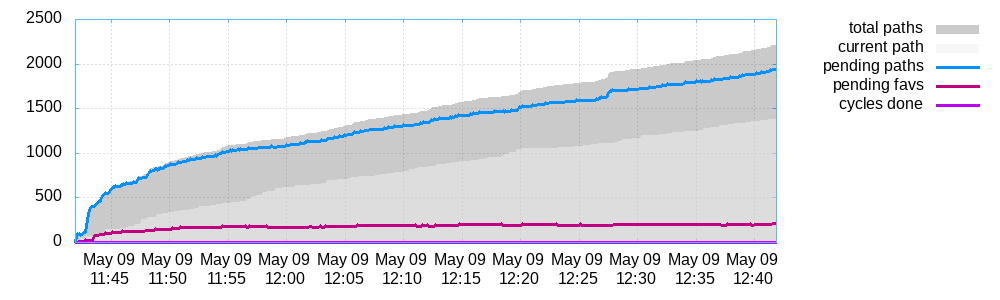 2500
2000
1500
1000
500
0
May 09 May 09 May 09 May 09 May 09 May 09 May 09 May 09 May 09 May 09 May 09 May 09
11:45 11:50 11:55 12:00 12:05 12:10 12:15 12:20 12:25 12:30 12:35 12:40
total paths
current path
pending paths
pending favs
cycles done